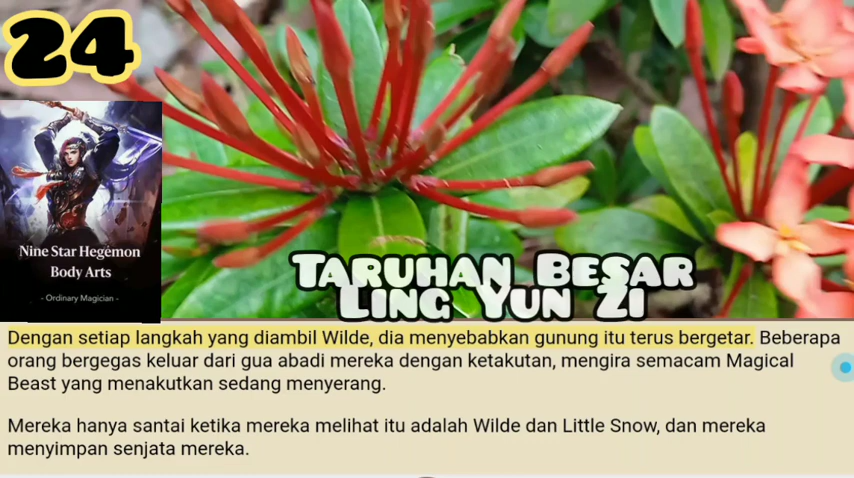 24
Nine Star Hegemon
Body Arts
- Ordinary Magician -
TARUHAN BESAR
LING YUN ZI
Dengan setiap langkah yang diambil Wilde, dia menyebabkan gunung itu terus bergetar. Beberapa
orang bergegas keluar dari gua abadi mereka dengan ketakutan, mengira semacam Magical
Beast yang menakutkan sedang menyerang.
Mereka hanya santai ketika mereka melihat itu adalah Wilde dan Little Snow, dan mereka
menyimpan senjata mereka.